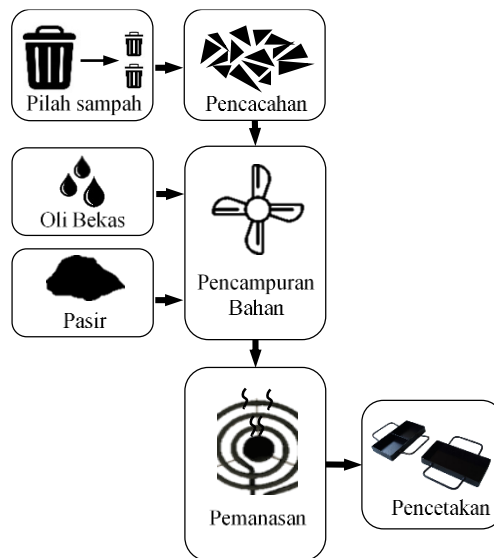 Pilah sampah
Pencacahan
Oli Bekas
Pencampuran
Bahan
Pasir
Pemanasan
Pencetakan